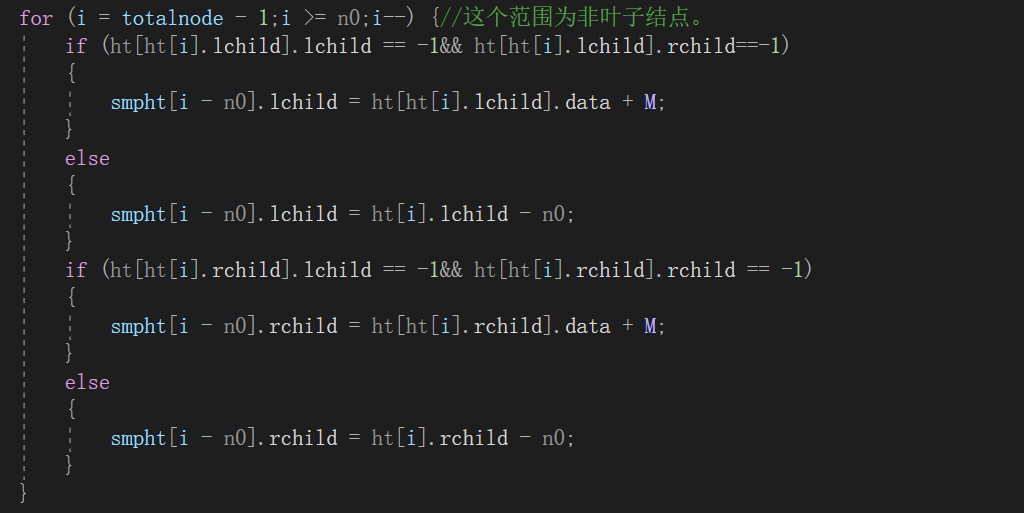 for (i = totalnode - 1;i >= n0;i--) {//这个范围为非叶子结点。
if (ht[ht[i].lchild].lchild == -1&& ht[ht[i].lchild].rchild==-1)
{
smpht[i - n0].lchild = ht[ht[i].lchild].data + M;
}
else
{
smpht[i - n0].lchild = ht[i].lchild - n0;
}
if (ht[ht[i].rchild].lchild == -1&& ht[ht[i].rchild].rchild == -1)
{
smpht[i - n0].rchild = ht[ht[i].rchild].data + M;
}
else
{
smpht[i - n0].rchild = ht[i].rchild - n0;
}
}